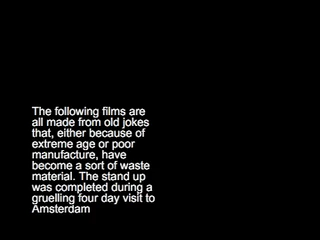 The following films are
all made from old jokes
that, either because of
extreme age or poor
manufacture, have
become a sort of waste
material. The stand up
was completed during a
gruelling four day visit to
Amsterdam